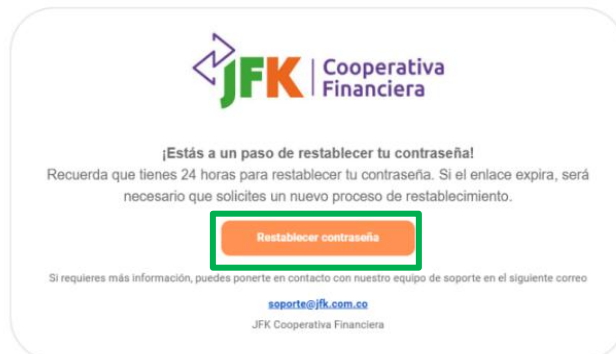 JFK Cooperativa
Financiera
¡Estás a un paso de restablecer tu contraseña!
Recuerda que tienes 24 horas para restablecer tu contraseña. Si el enlace expira, será
necesario que solicites un nuevo proceso de restablecimiento.
Restablecer contraseña
Si requieres más información, puedes ponerte en contacto con nuestro equipo de soporte en el siguiente correo
soporte@jfk.com.co
JFK Cooperativa Financiera